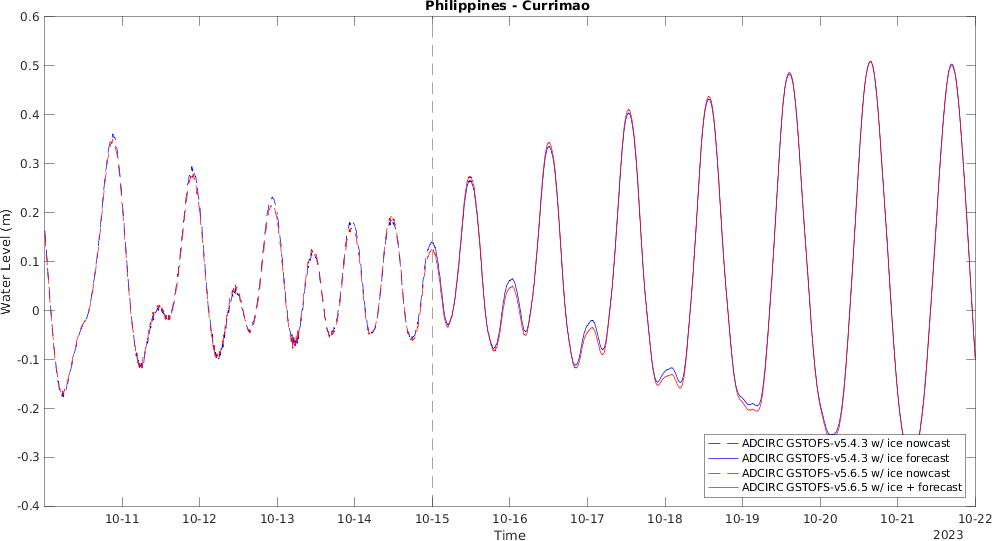 Philippines - Currimao
0.6
0.5
0.4
0.3
0.2
0.1
0
-0.1
-0.2
-0.3
-0.4
Water Level (m)
ADCIRC GSTOFS-v5.4.3 w/ ice nowcast
ADCIRC GSTOFS-v5.4.3 w/ ice forecast
ADCIRC GSTOFS-v5.6.5 w/ ice nowcast
ADCIRC GSTOFS-v5.6.5 w/ ice + forecast
10-11 10-12 10-13 10-14 10-15 10-16 10-17 10-18 10-19 10-20 10-21 10-22
Time
2023